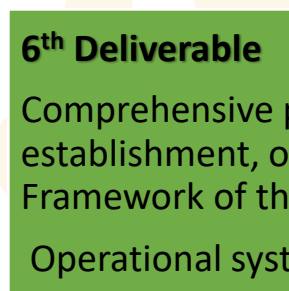 6th Deliverable
Comprehensive
establishment,
Framework of
Operational